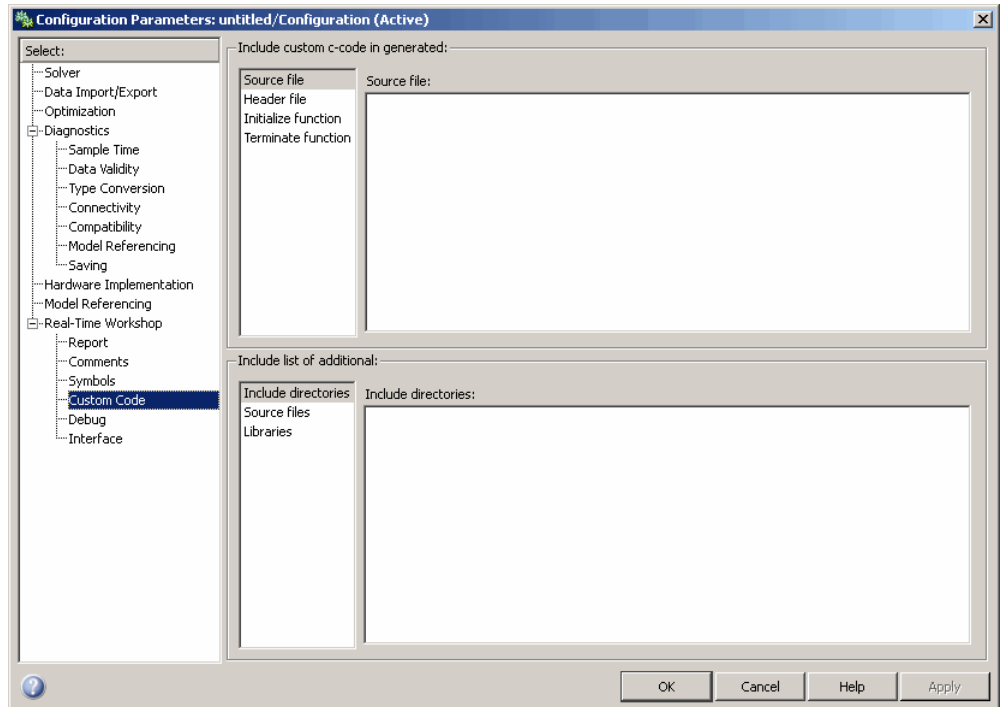 Configuration Parameters: untitled/Configuration (Active)
Select:
Solver
Data Import/Export
Optimization
Diagnostics
Sample Time
Data Validity
Type Conversion
Connectivity
Compatibility
Model Referencing
Saving
Hardware Implementation
Model Referencing
Real-Time Workshop
Report
Comments
Symbols
Custom Code
Debug
Interface
Include custom c-code in generated:
Source file
Header file
Initialize function
Terminate function
Source file:
Include list of additional:
Include directories
Source files
Libraries
Include directories:
OK
Cancel
Help
Apply